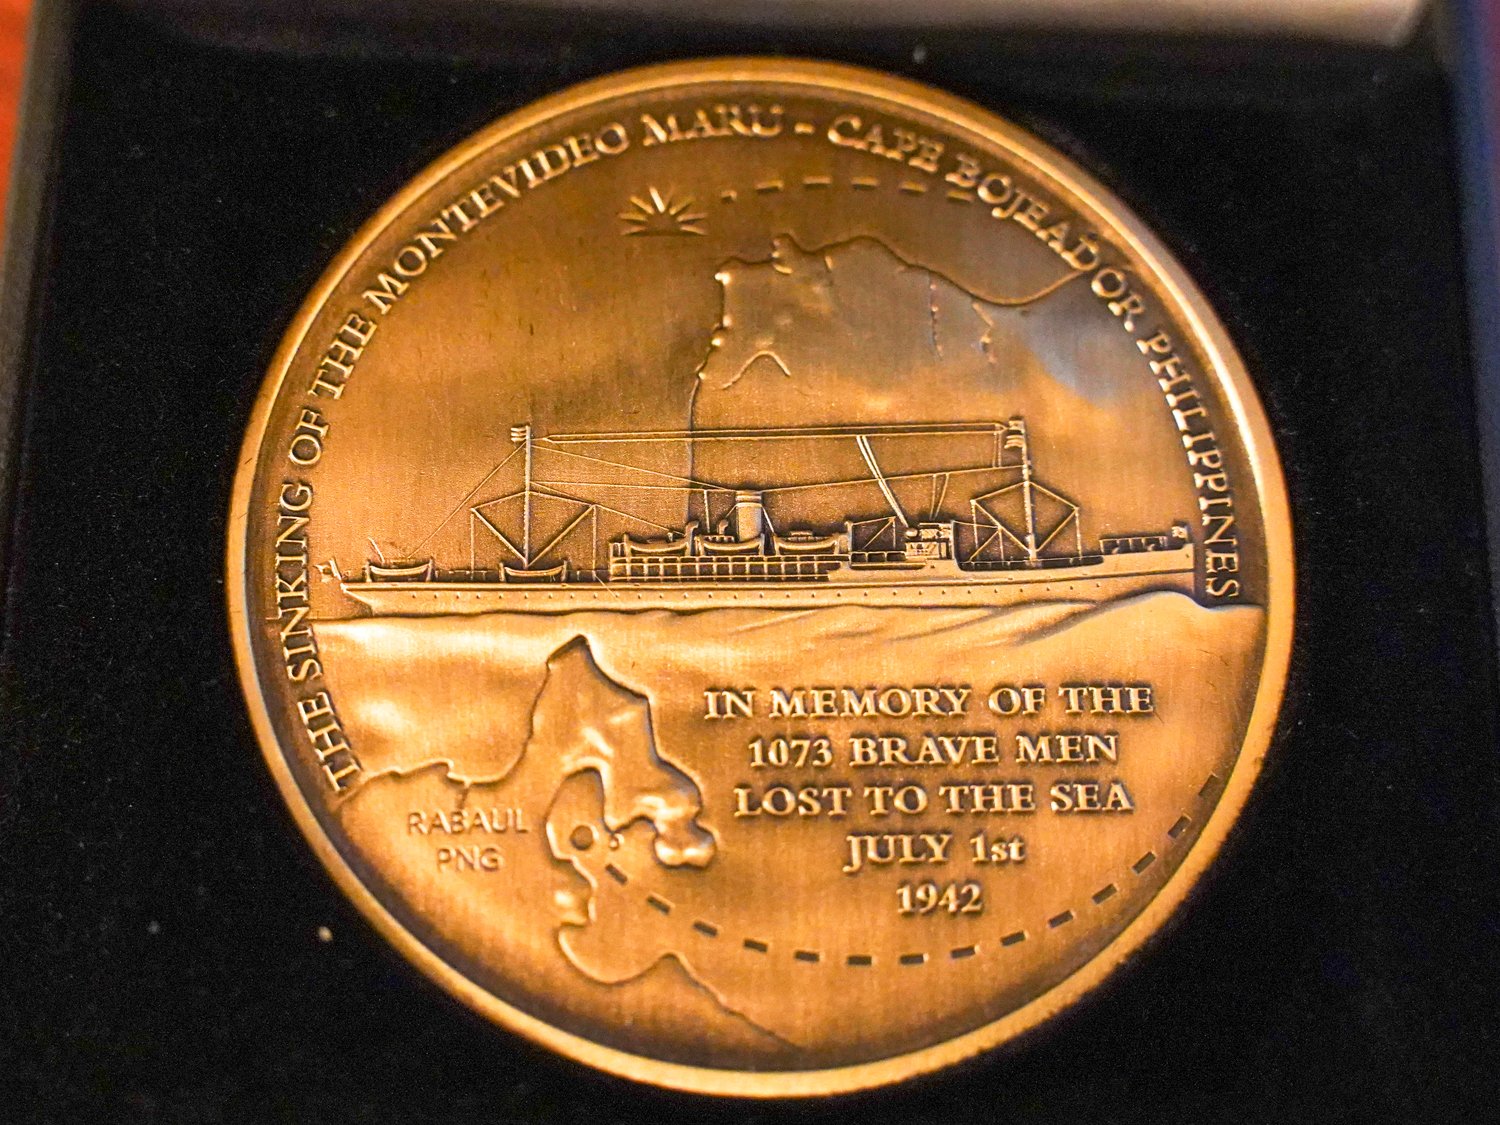 THE SINKING OF THE MONTEVIDEO MARU - CAPE BOJEADOR PHILIPPINES
IN MEMORY OF THE
1073 BRAVE MEN
LOST TO THE SEA
JULY 1st
1942
RABAUL
PNG